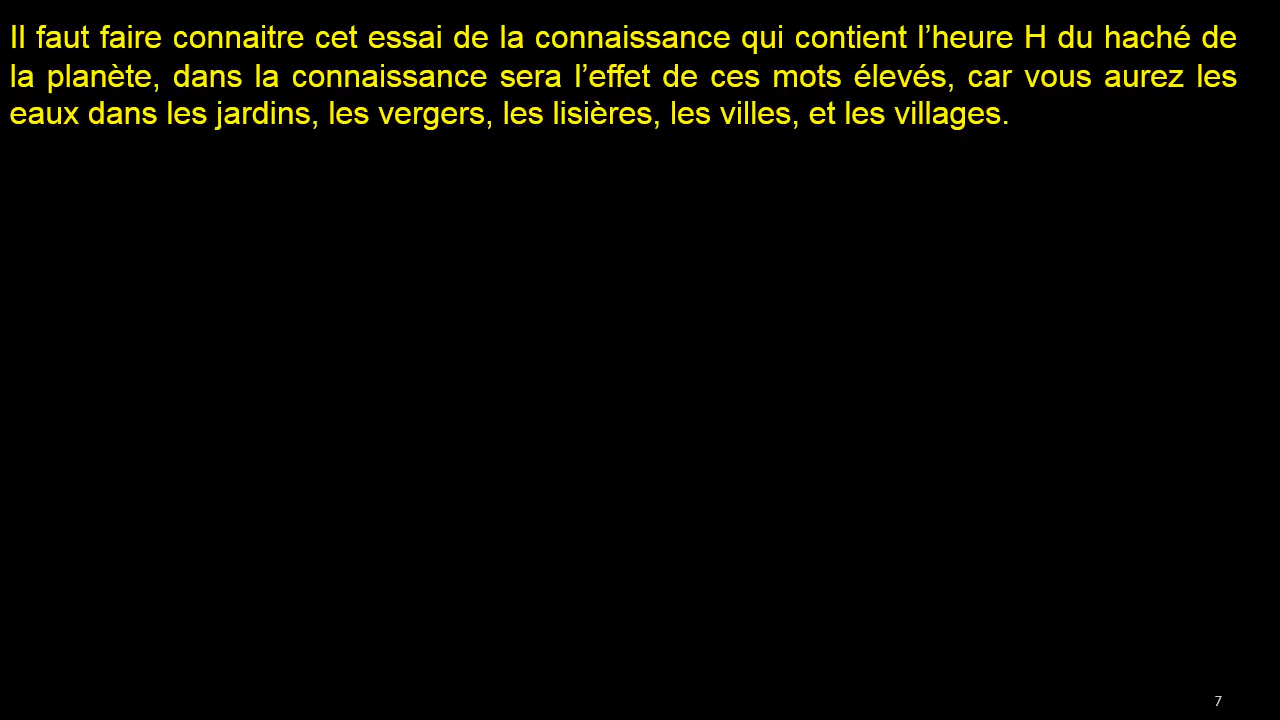 Il faut faire connaitre cet essai de la connaissance qui contient l’heure H du haché de
la planète, dans la connaissance sera l’effet de ces mots élevés, car vous aurez les
eaux dans les jardins, les vergers, les lisières, les villes, et les villages.
7